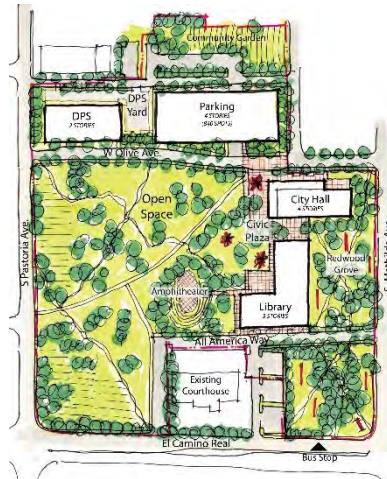 Community Garden
DPS
Yard
Parking
4 STORIES
DPS
2 STORIES
W Olive Ave.
Open
Space
City Hall
4 STORIES
Civic
Plaza
S Pastoria Ave.
Redwood
Grove
Amphitheater
Library
3 STORIES
All America Way
Existing
Courthouse
El Camino Real
Bus Stop